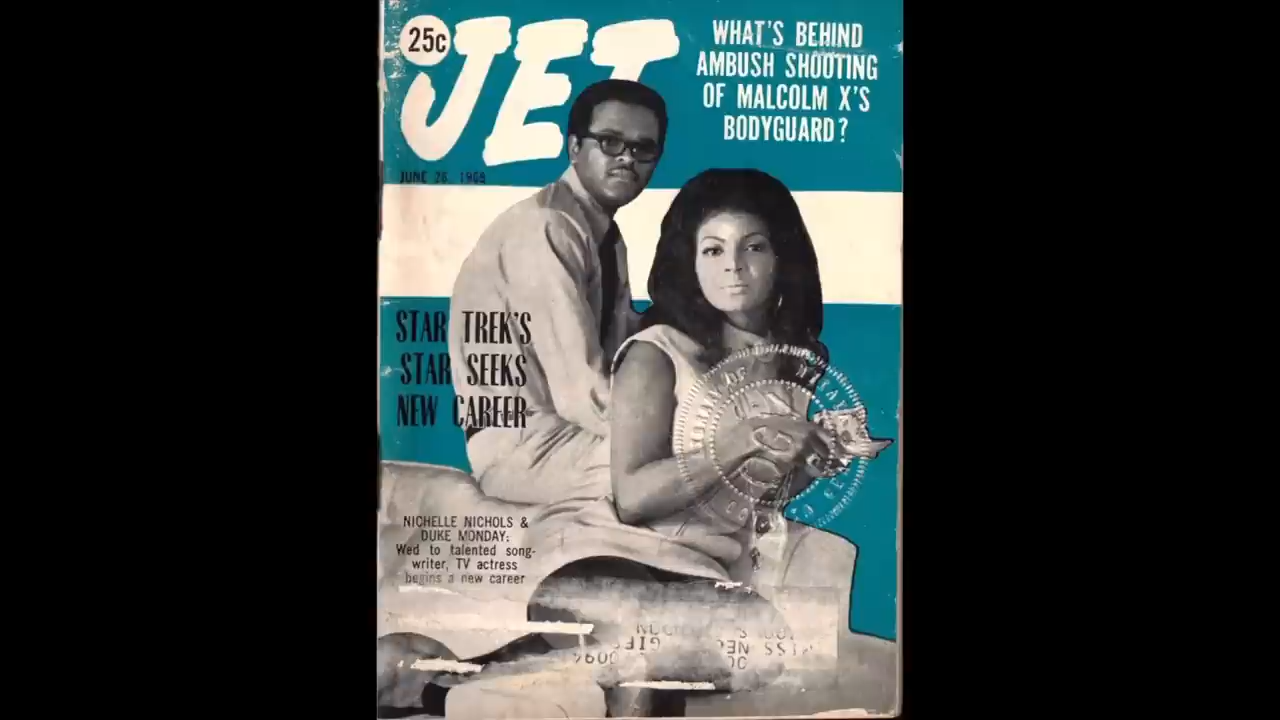 25c
JET
WHAT'S BEHIND
AMBUSH SHOOTING
OF MALCOLM X'S
BODYGUARD?
JUNE 26, 1969
STAR TREK'S
STAR SEEKS
NEW CAREER
NICHELLE NICHOLS &
DUKE MONDAY:
Wed to talented song-
writer, TV actress
begins a new career